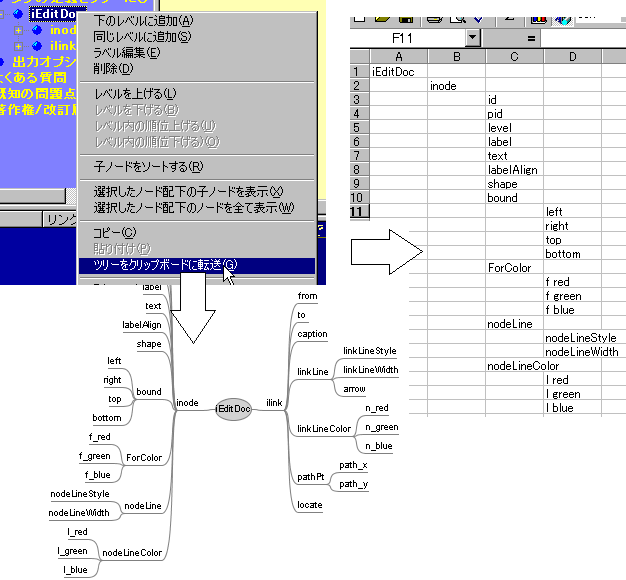 iEditDoc
inod
ilink
出力オプシ
くある質問
既知の問題点
著作権/改訂履
リンク
下のレベルに追加(A)
同じレベルに追加(S)
ラベル編集(E)
削除(D)
レベルを上げる(L)
レベルを下げる(B)
レベル内の順位上げる(U)
レベル内の順位下げる(O)
子ノードをソートする(R)
選択したノード配下の子ノードを表示(X)
選択したノード配下のノードを全て表示(W)
コピー(C)
貼り付け(P)
ツリーをクリップボードに転送(G)
F11 =
A B C D
1 iEditDoc
2 inode
3 id
4 pid
5 level
6 label
7 text
8 labelAlign
9 shape
10 bound
11 left
right
top
bottom
ForColor
f red
f green
f blue
nodeLine
nodeLineStyle
nodeLineWidth
nodeLineColor
l red
l green
l blue
label
text
labelAlign
shape
left
right
top
bottom
bound
f_red
f_green
f_blue
ForColor
nodeLineStyle
nodeLineWidth
nodeLine
l_red
l_green
l_blue
nodeLineColor
inode
iEditDoc
ilink
from
to
caption
linkLine
linkLineStyle
linkLineWidth
arrow
linkLineColor
n_red
n_green
n_blue
pathPt
path_x
path_y
locate